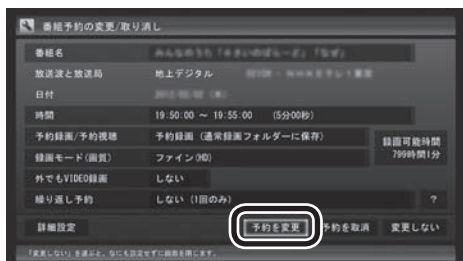 番組予約の変更/取り消し
番組名
放送波と放送局 地上デジタル
日付
時間 19:50:00 ～ 19:55:00 (5分00秒)
予約録画/予約視聴 予約録画 (通常録画フォルダーに保存)
録画モード(画質) ファイン(HD)
録画可能時間
799時間1分
外でもVIDEO録画 しない
繰り返し予約 しない (1回のみ) ?
詳細設定 予約を変更 予約を取消 変更しない
「変更しない」を選ぶと、なにも設定せずに画面を閉じます。